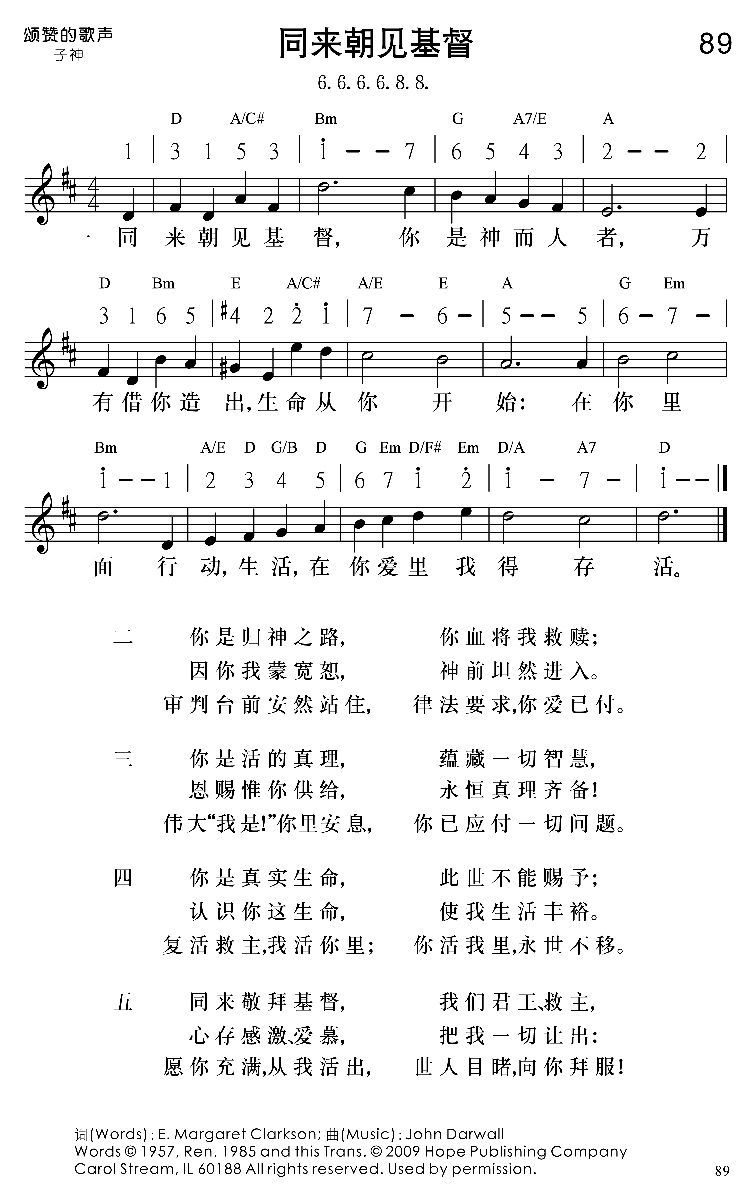 颂赞的歌声
子神
同来朝见基督
89
6. 6. 6. 6. 8. 8.
D A/C# Bm G A7/E A
1 | 3 1 5 3 | i — — 7 | 6 5 4 3 | 2 — — 2 |
· 同 来 朝 见 基 督, 你 是 神 而 人 者, 万
D Bm E A/C# A/E E A G Em
3 1 6 5 | #4 2 2̇ i | 7 — 6 — | 5 — — 5 | 6 — 7 — |
有 借 你 造 出, 生 命 从 你 开 始: 在 你 里
Bm A/E D G/B D G Em D/F# Em D/A A7 D
i — — 1 | 2 3 4 5 | 6 7 i 2̇ | i — 7 — | i — — |]
面 行 动, 生 活, 在 你 爱 里 我 得 存 活。
二 你是归神之路, 你血将我救赎;
因你我蒙宽恕, 神前坦然进入。
审判台前安然站住, 律法要求,你爱已付。
三 你是活的真理, 蕴藏一切智慧,
恩赐惟你供给, 永恒真理齐备!
伟大“我是!”你里安息, 你已应付一切问题。
四 你是真实生命, 此世不能赐予;
认识你这生命, 使我生活丰裕。
复活救主,我活你里; 你活我里,永世不移。
五 同来敬拜基督, 我们君王、救主,
心存感激、爱慕, 把我一切让出:
愿你充满,从我活出, 世人目睹,向你拜服!
词(Words) : E. Margaret Clarkson; 曲(Music) : John Darwall
Words © 1957, Ren. 1985 and this Trans. © 2009 Hope Publishing Company
Carol Stream, IL 60188 All rights reserved. Used by permission.
89